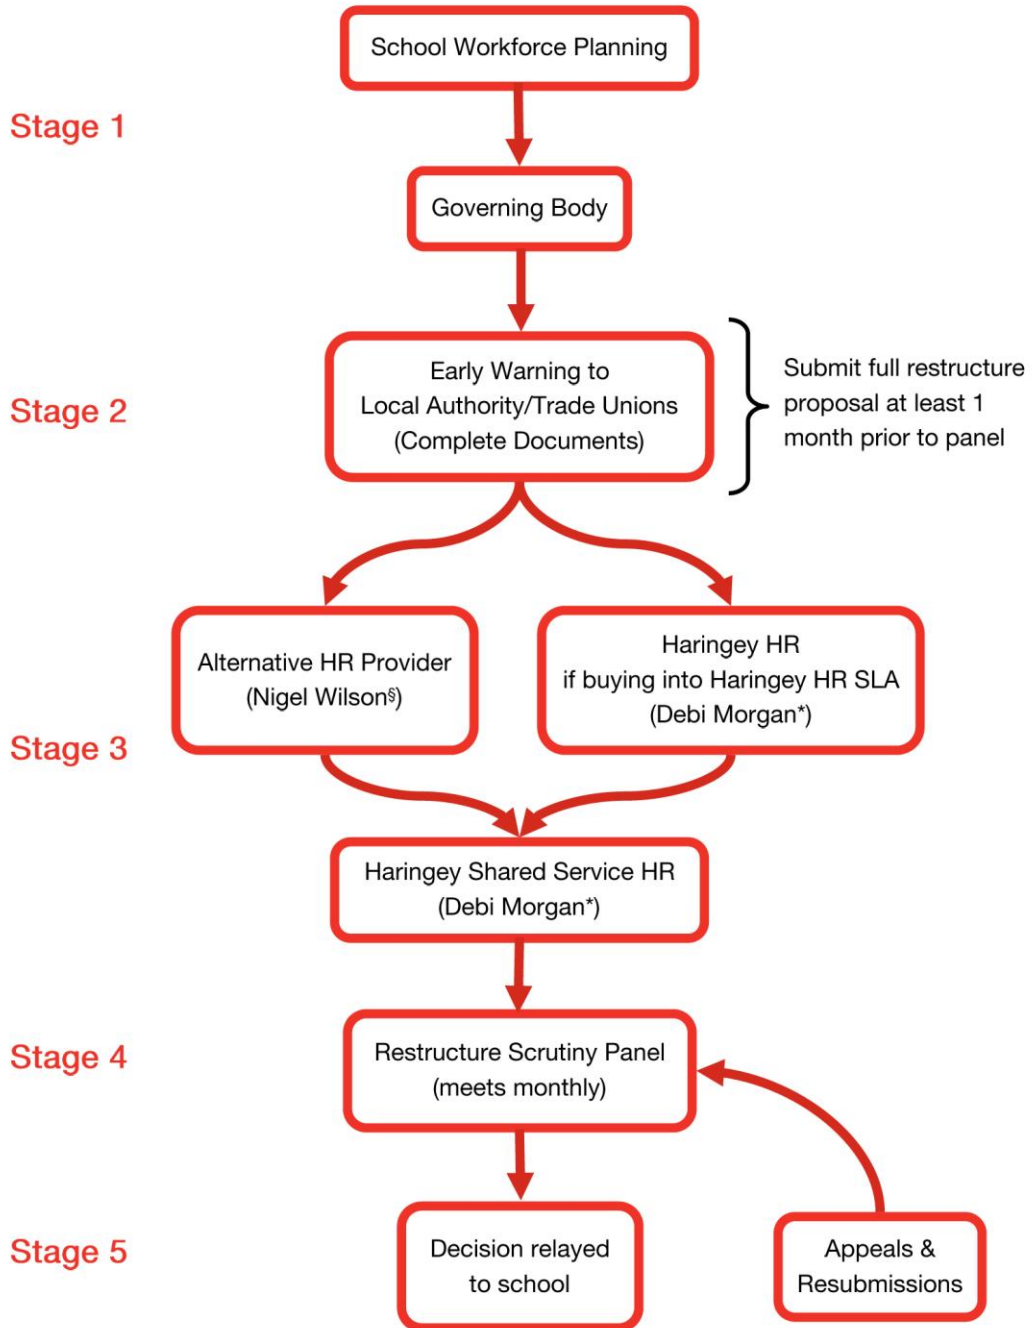 School Workforce Planning
Stage 1
Governing Body
Early Warning to
Local Authority/Trade Unions
(Complete Documents)
Stage 2
Submit full restructure
proposal at least 1
month prior to panel
Alternative HR Provider
(Nigel Wilson§)
Haringey HR
if buying into Haringey HR SLA
(Debi Morgan*)
Stage 3
Haringey Shared Service HR
(Debi Morgan*)
Stage 4
Restructure Scrutiny Panel
(meets monthly)
Stage 5
Decision relayed
to school
Appeals &
Resubmissions